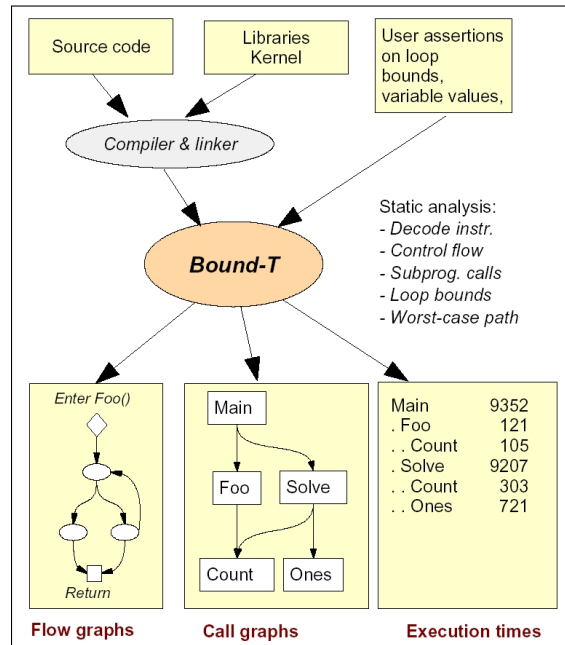 Source code
Libraries
Kernel
User assertions
on loop
bounds,
variable values,
Compiler & linker
Bound-T
Static analysis:
- Decode instr.
- Control flow
- Subprog. calls
- Loop bounds
- Worst-case path
Enter Foo()
Return
Main
Foo
Solve
Count
Ones
Main 9352
. Foo 121
. . Count 105
. Solve 9207
. . Count 303
. . Ones 721
Flow graphs
Call graphs
Execution times